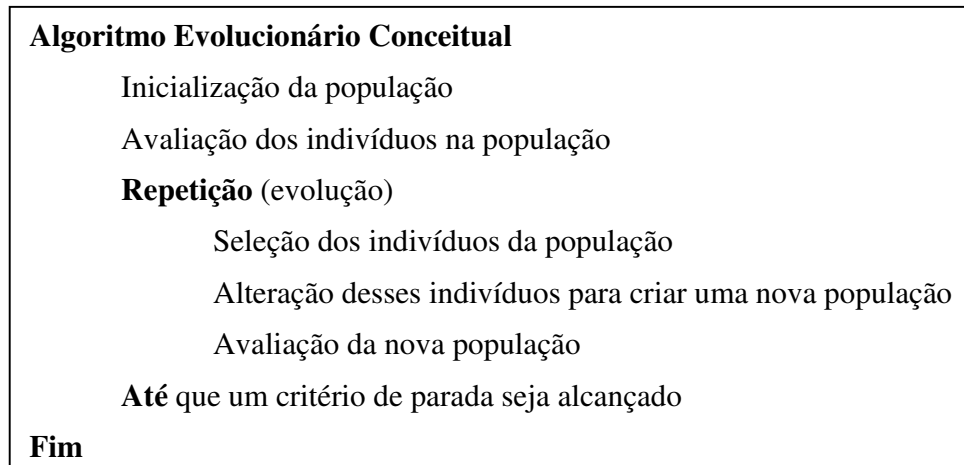 Algoritmo Evolucionário Conceitual
Inicialização da população
Avaliação dos indivíduos na população
Repetição (evolução)
Seleção dos indivíduos da população
Alteração desses indivíduos para criar uma nova população
Avaliação da nova população
Até que um critério de parada seja alcançado
Fim